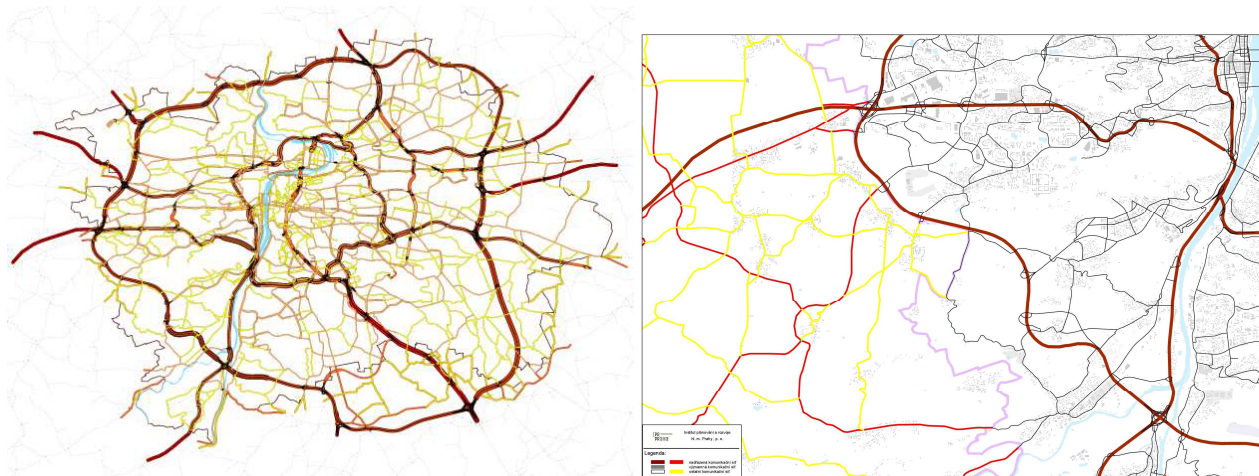 Institut plánování a rozvoje
hl. m. Prahy, p. o.
Legenda:
nadřazená komunikační síť
významná komunikační síť
ostatní komunikační síť